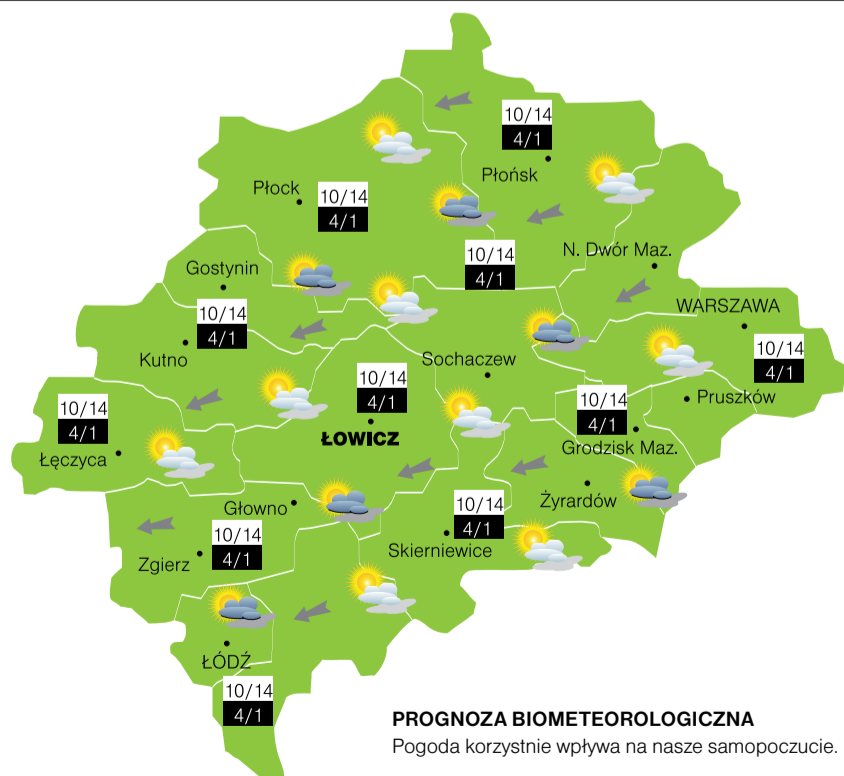 10/14
4/1
Płońsk
Płock
10/14
4/1
10/14
4/1
N. Dwór Maz.
Gostynin
10/14
4/1
Kutno
WARSZAWA
10/14
4/1
Sochaczew
10/14
4/1
ŁOWICZ
Pruszków
10/14
4/1
Grodzisk Maz.
10/14
4/1
Łęczyca
Żyrardów
Głowno
10/14
4/1
Skierniewice
10/14
4/1
Zgierz
ŁÓDŹ
10/14
4/1
PROGNOZA BIOMETEOROLOGICZNA
Pogoda korzystnie wpływa na nasze samopoczucie.